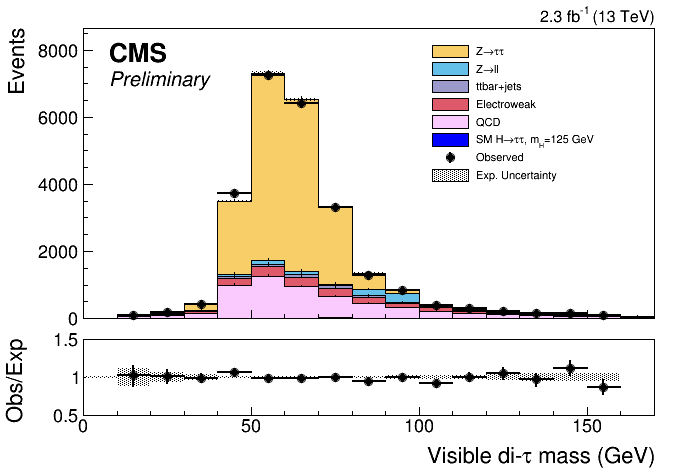 2.3 fb⁻¹ (13 TeV)
CMS
Preliminary
Events
8000
6000
4000
2000
0
Z→ττ
Z→ll
ttbar+jets
Electroweak
QCD
SM H→ττ, m_H=125 GeV
Observed
Exp. Uncertainty
Obs/Exp
1.5
1
0.5
0 50 100 150
Visible di-τ mass (GeV)